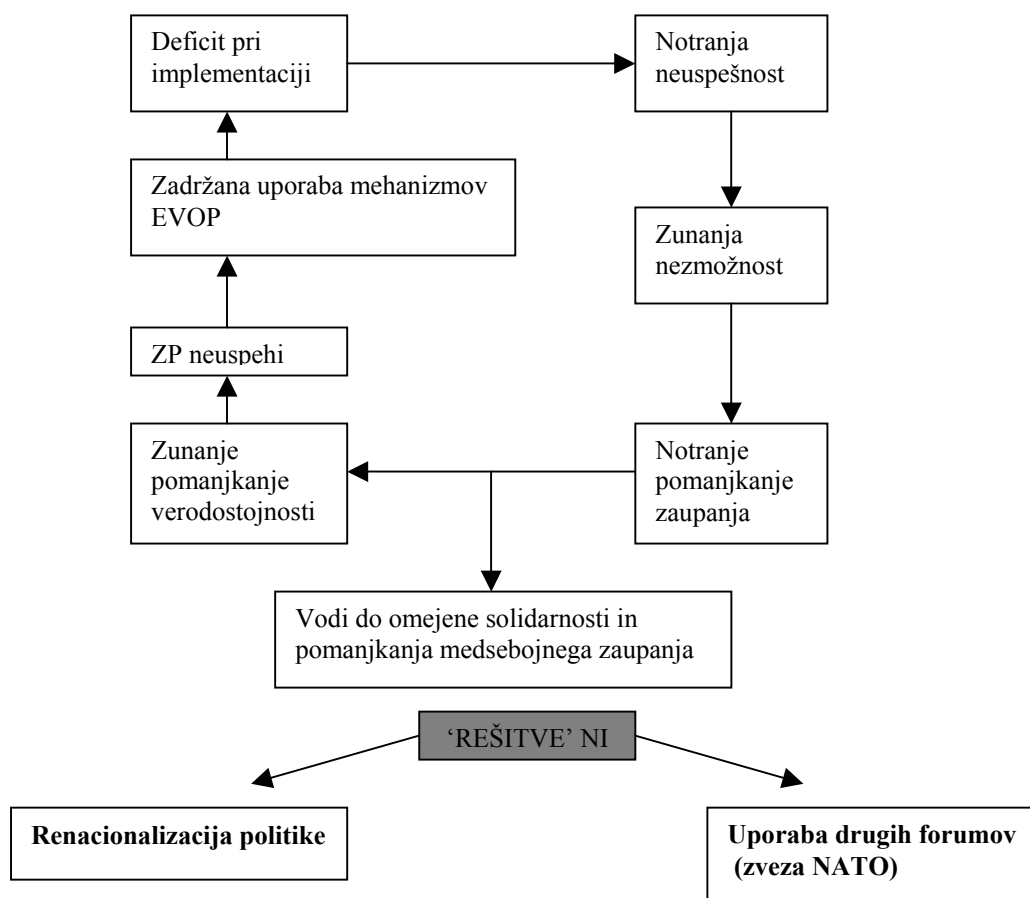 Deficit pri
implementaciji
Notranja
neuspešnost
Zadržana uporaba mehanizmov
EVOP
Zunanja
nezmožnost
ZP neuspehi
Zunanje
pomanjkanje
verodostojnosti
Notranje
pomanjkanje
zaupanja
Vodi do omejene solidarnosti in
pomanjkanja medsebojnega zaupanja
‘REŠITVE’ NI
Renacionalizacija politike
Uporaba drugih forumov
(zveza NATO)